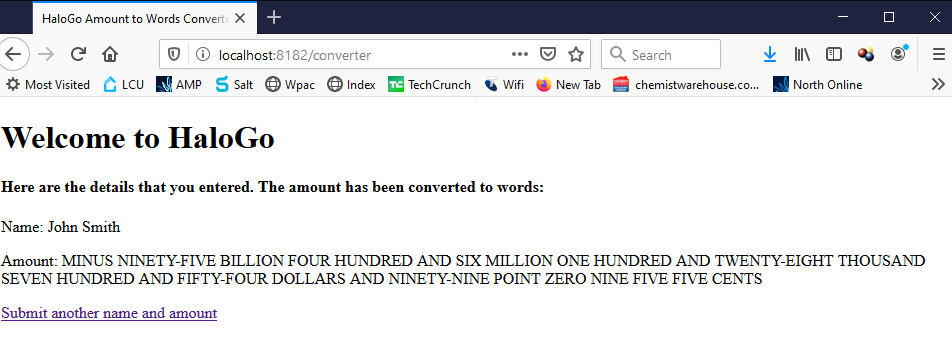 HaloGo Amount to Words Converte
localhost:8182/converter
Search
Most Visited LCU AMP Salt Wpac Index TechCrunch Wifi New Tab chemistwarehouse.co... North Online
Welcome to HaloGo
Here are the details that you entered. The amount has been converted to words:
Name: John Smith
Amount: MINUS NINETY-FIVE BILLION FOUR HUNDRED AND SIX MILLION ONE HUNDRED AND TWENTY-EIGHT THOUSAND
SEVEN HUNDRED AND FIFTY-FOUR DOLLARS AND NINETY-NINE POINT ZERO NINE FIVE FIVE CENTS
Submit another name and amount